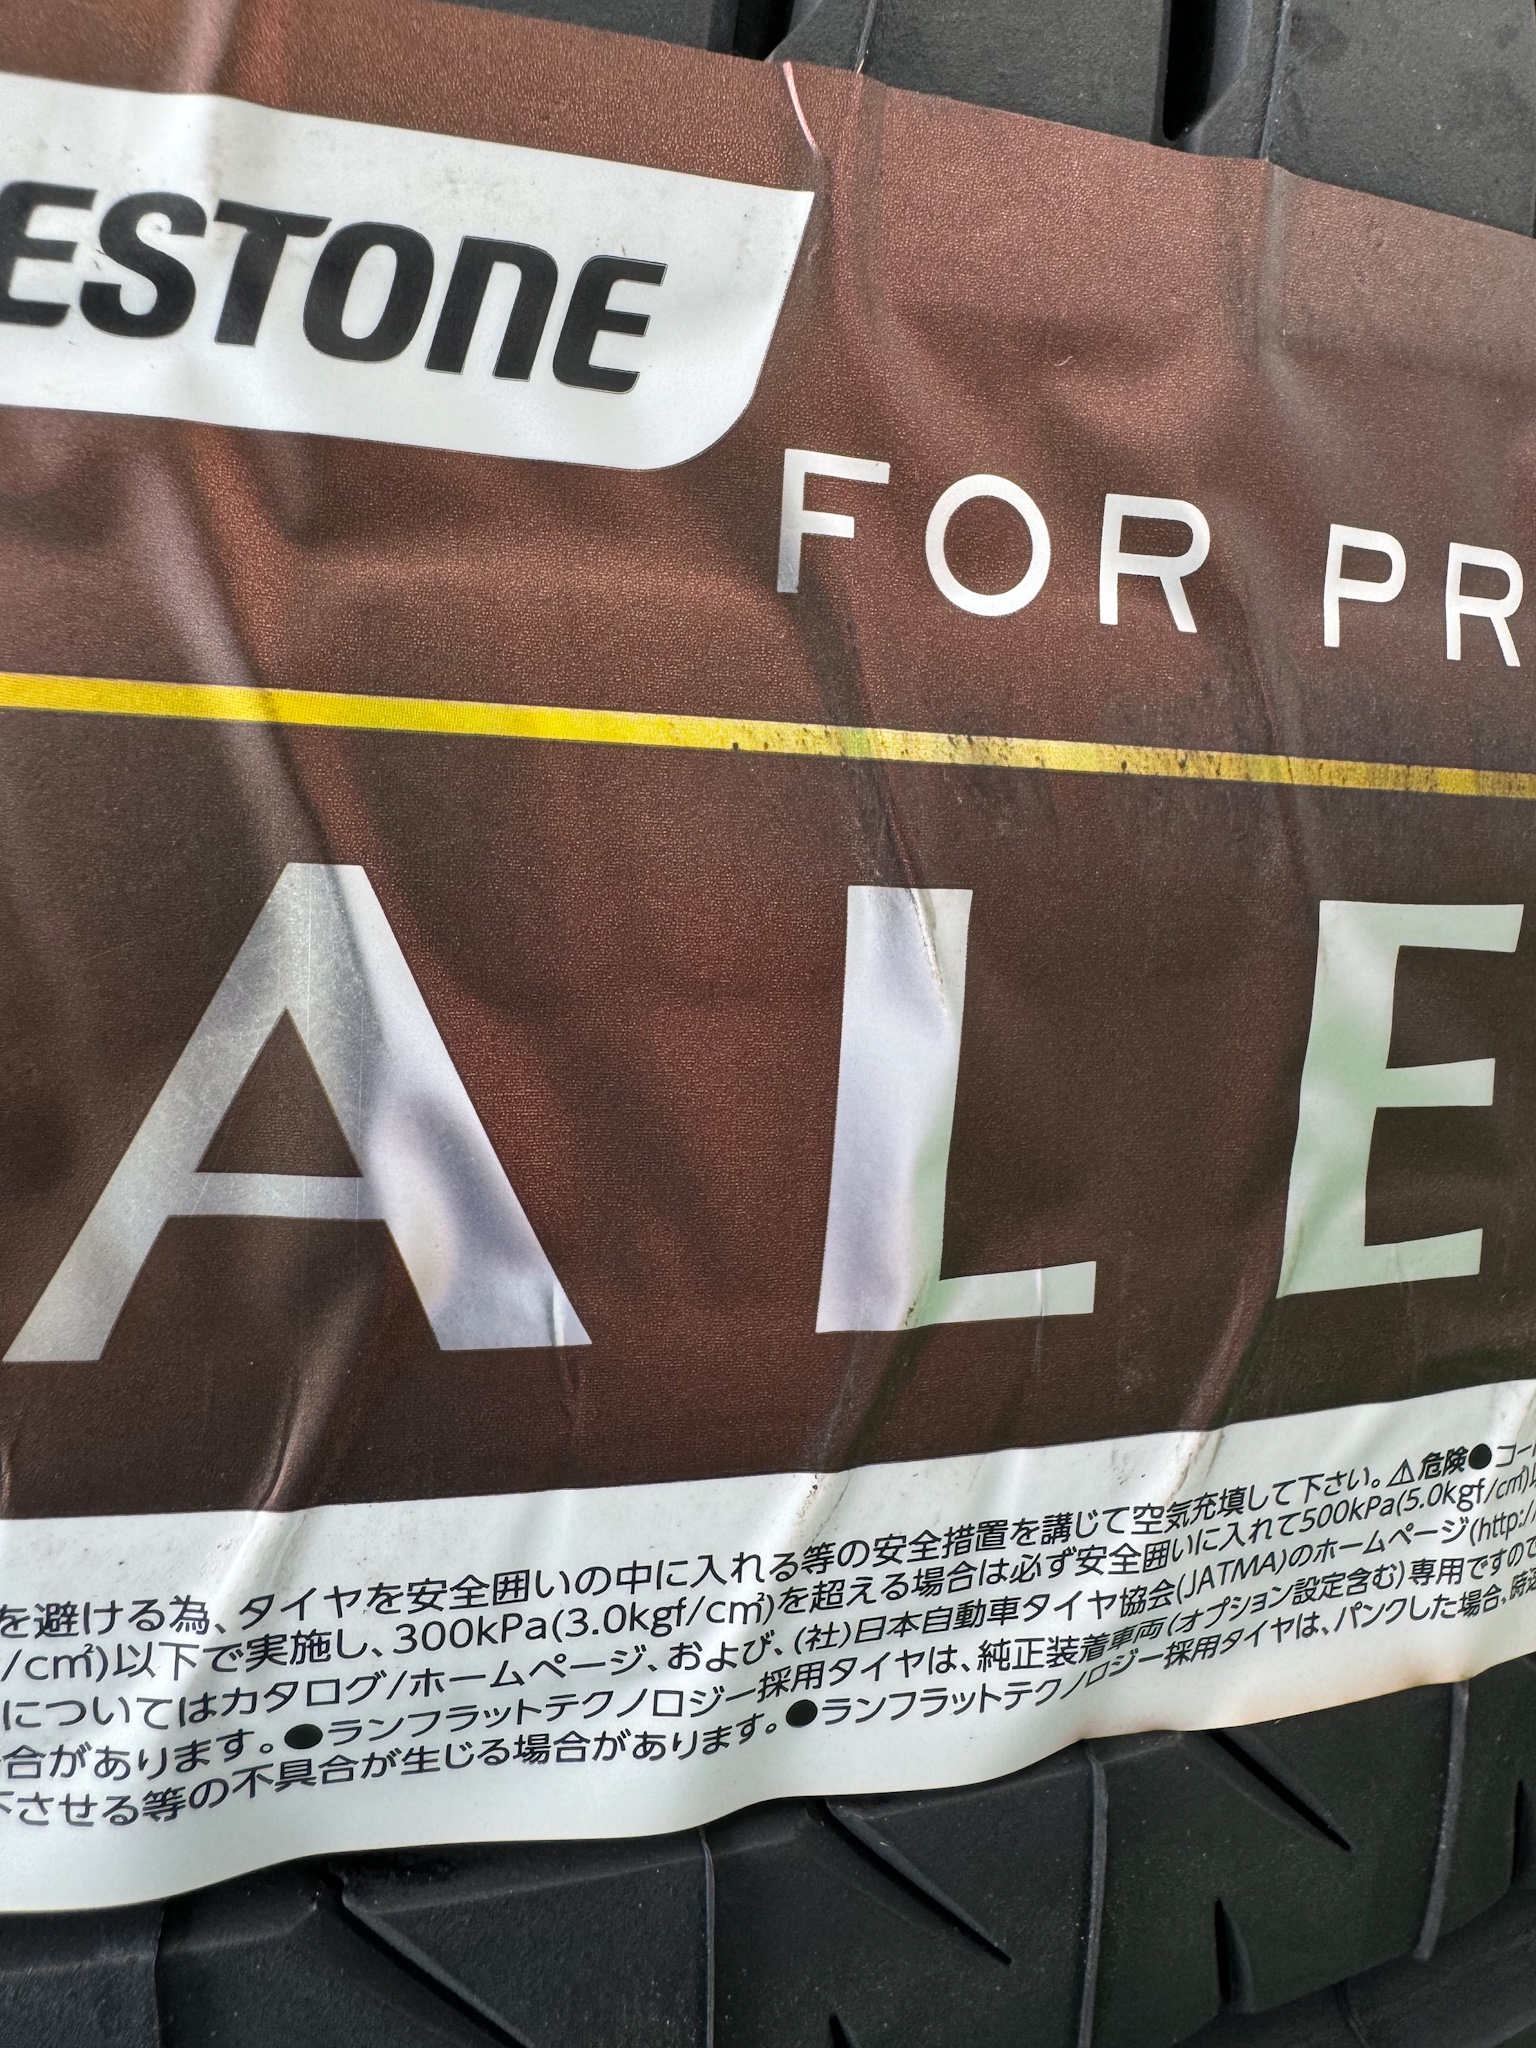 ESTONE
FOR PR
ALE
を避ける為、タイヤを安全囲いの中に入れる等の安全措置を講じて空気充填して下さい。⚠危険●コー
/c㎡)以下で実施し、300kPa(3.0kgf/c㎡)を超える場合は必ず安全囲いに入れて500kPa(5.0kgf/c㎡)以
についてはカタログ/ホームページ、および、(社)日本自動車タイヤ協会(JATMA)のホームページ(http:/
合があります。●ランフラットテクノロジー採用タイヤは、純正装着車両(オプション設定含む)専用ですので
下させる等の不具合が生じる場合があります。●ランフラットテクノロジー採用タイヤは、パンクした場合、時速